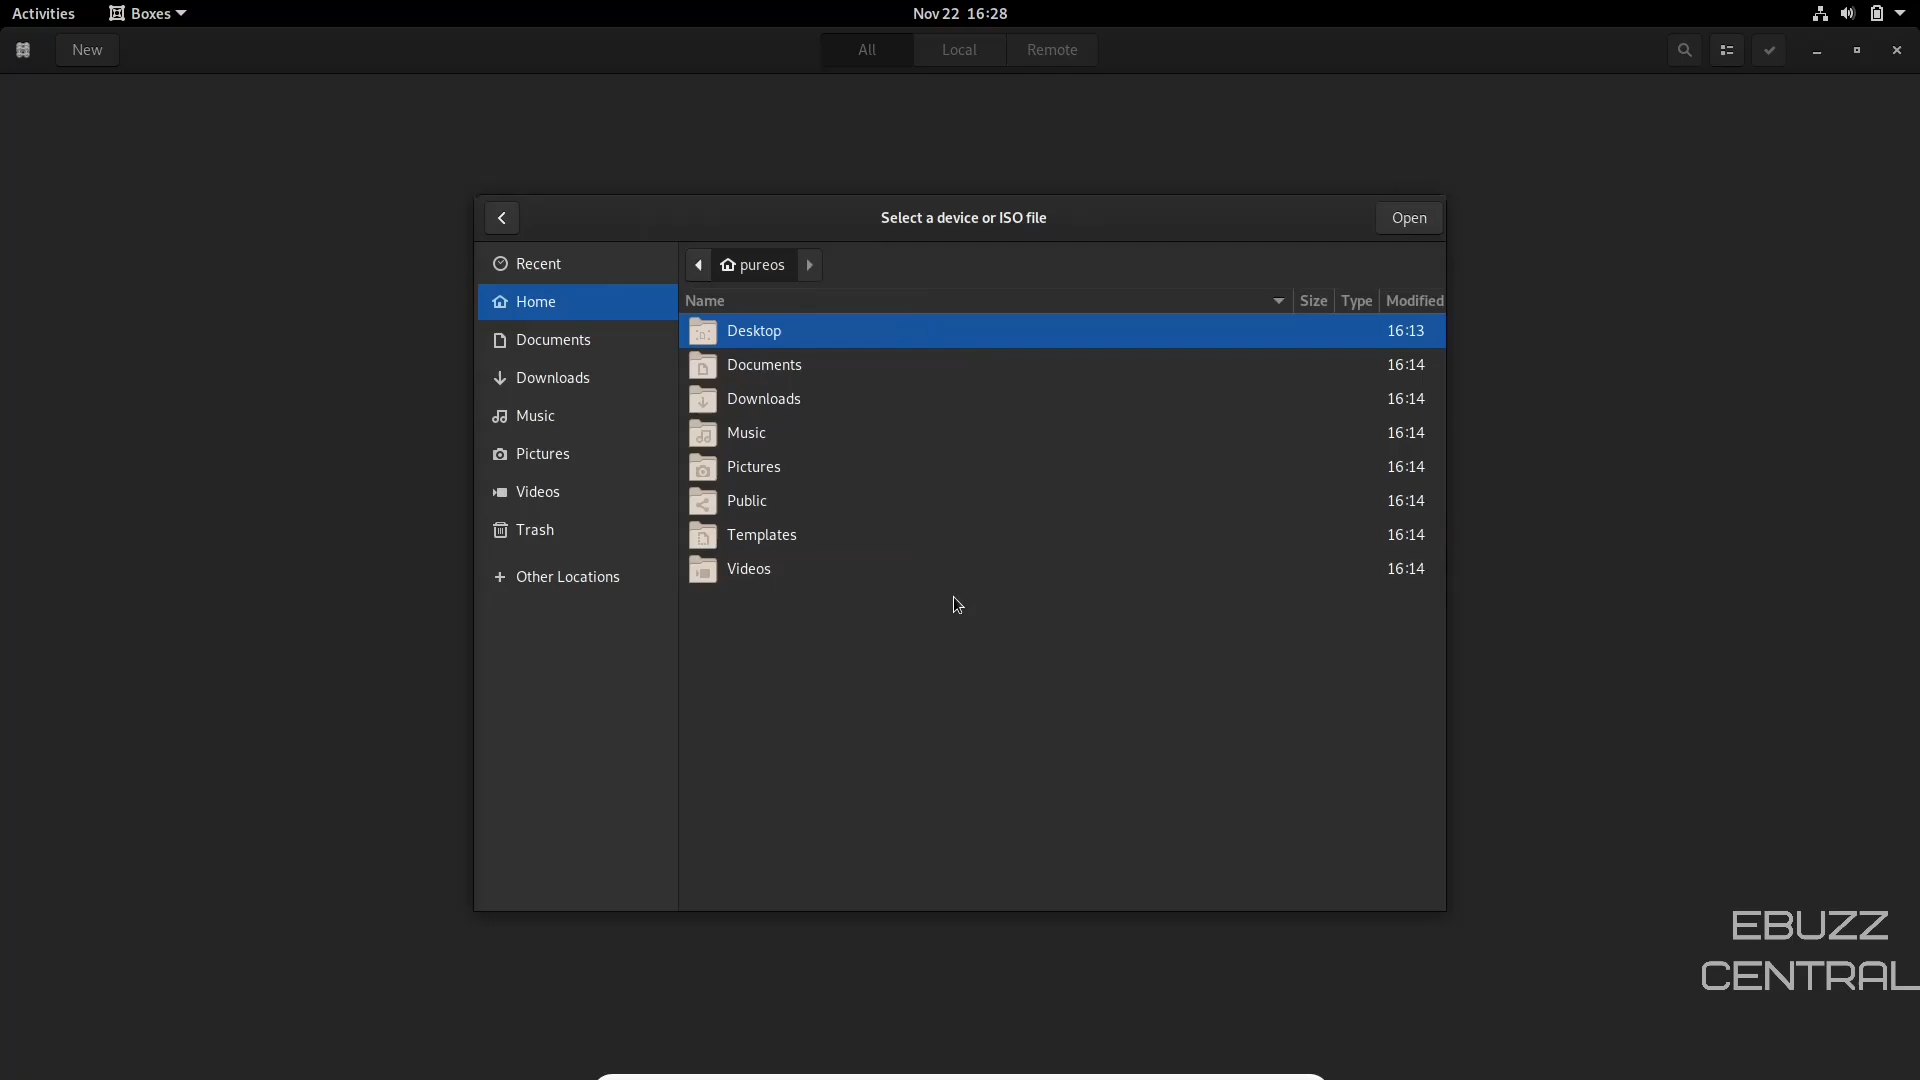 Activities Boxes Nov 22 16:28
New All Local Remote
Select a device or ISO file Open
Recent
Home
Documents
Downloads
Music
Pictures
Videos
Trash
Other Locations
pureos
Name Size Type Modified
Desktop 16:13
Documents 16:14
Downloads 16:14
Music 16:14
Pictures 16:14
Public 16:14
Templates 16:14
Videos 16:14
EBUZZ
CENTRAL